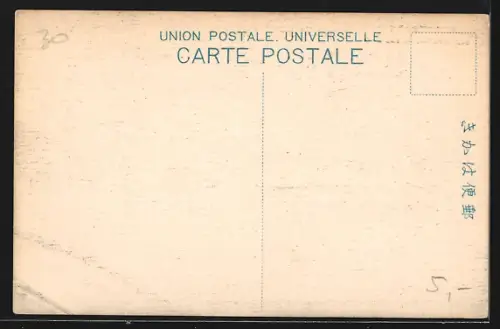 30
UNION POSTALE. UNIVERSELLE
CARTE POSTALE
きかは便郵
5,-